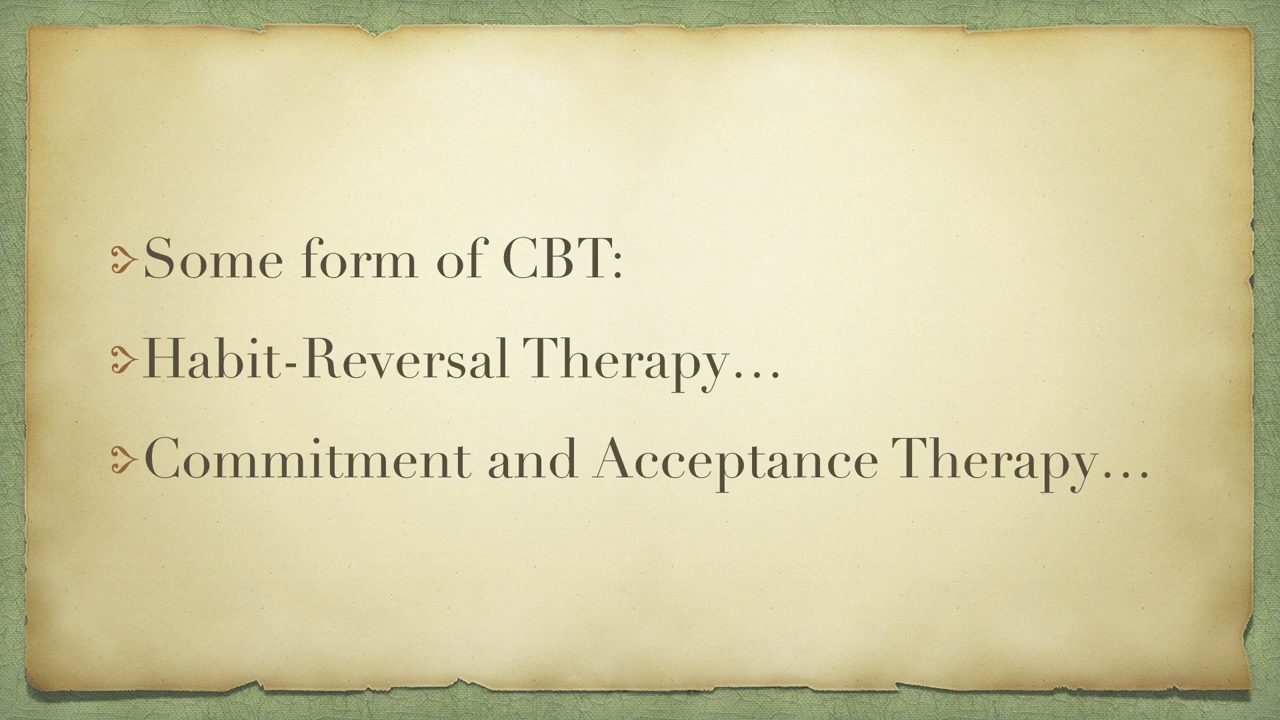 Some form of CBT:
Habit-Reversal Therapy…
Commitment and Acceptance Therapy…